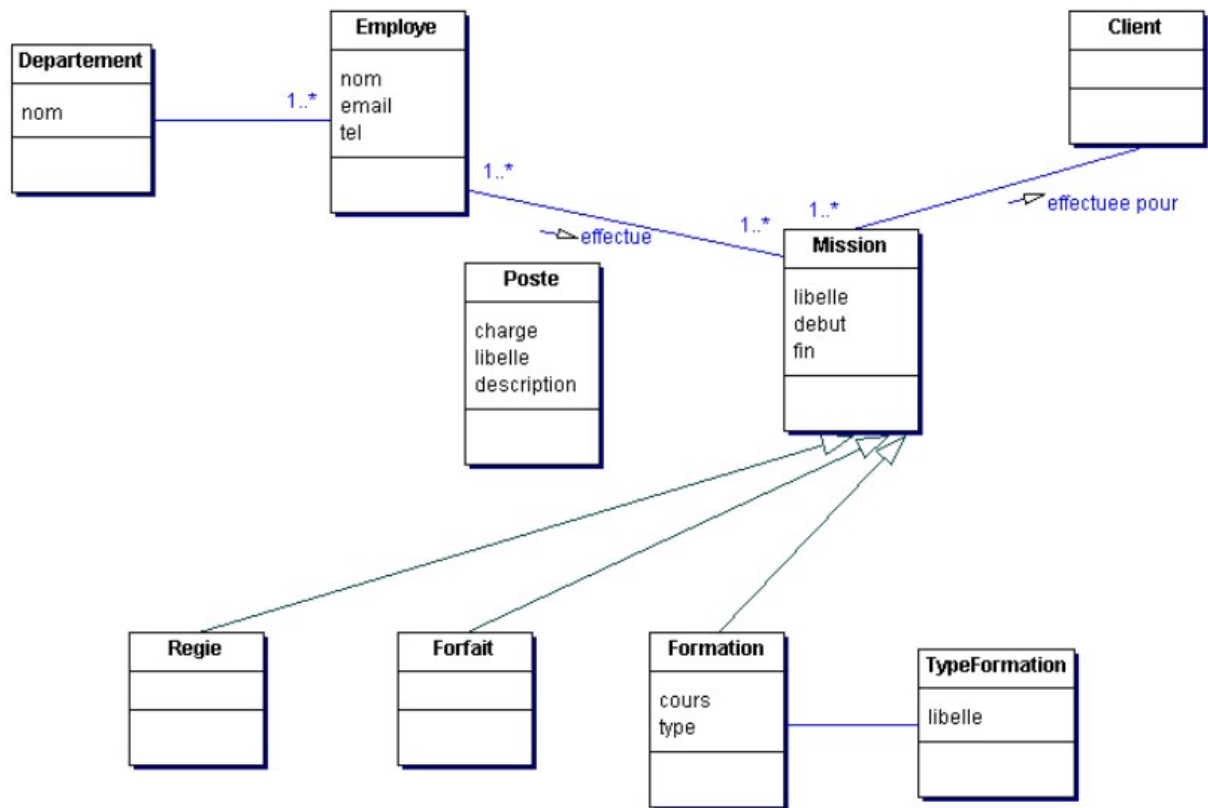 Departement
nom
1..*
Employe
nom
email
tel
1..*
effectue
1..*
Client
effectuee pour
1..*
Mission
libelle
debut
fin
Poste
charge
libelle
description
Regie
Forfait
Formation
cours
type
TypeFormation
libelle